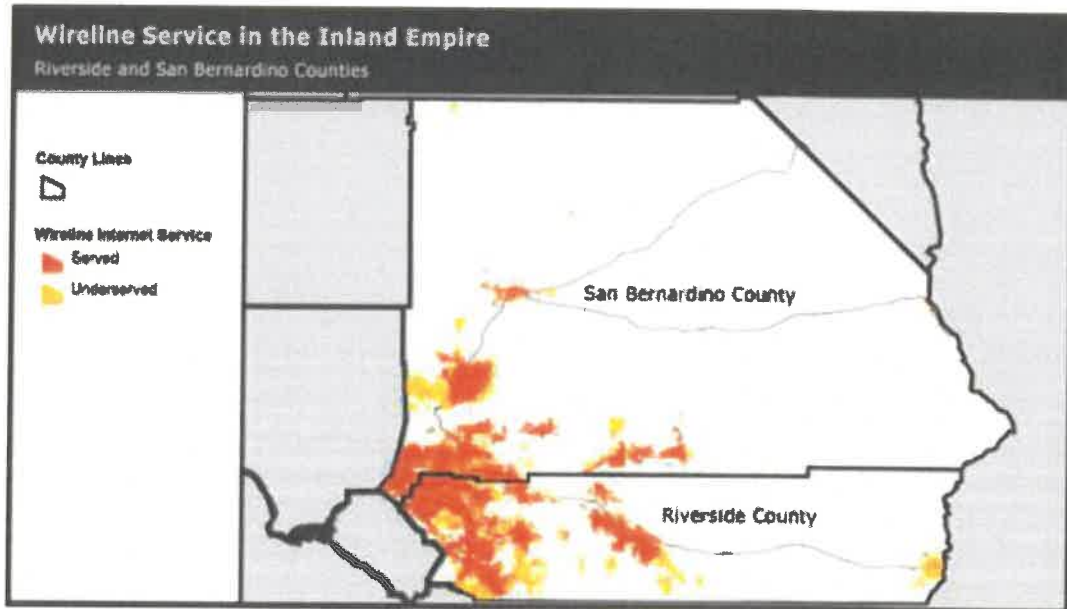 Wireline Service in the Inland Empire
Riverside and San Bernardino Counties
County Lines
Wireline Internet Service
Served
Underserved
San Bernardino County
Riverside County